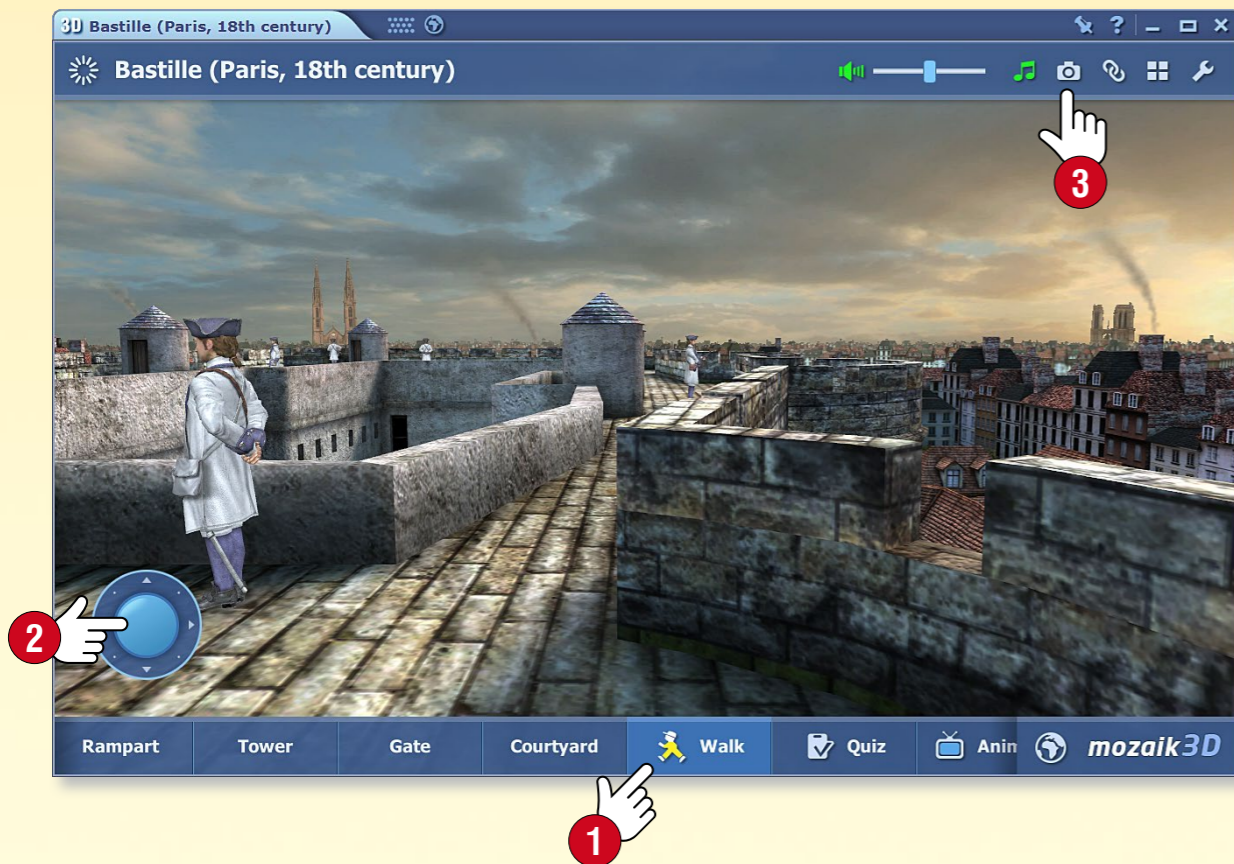 3D Bastille (Paris, 18th century)
?
Bastille (Paris, 18th century)
3
2
Rampart Tower Gate Courtyard Walk Quiz Anim mozaik3D
1